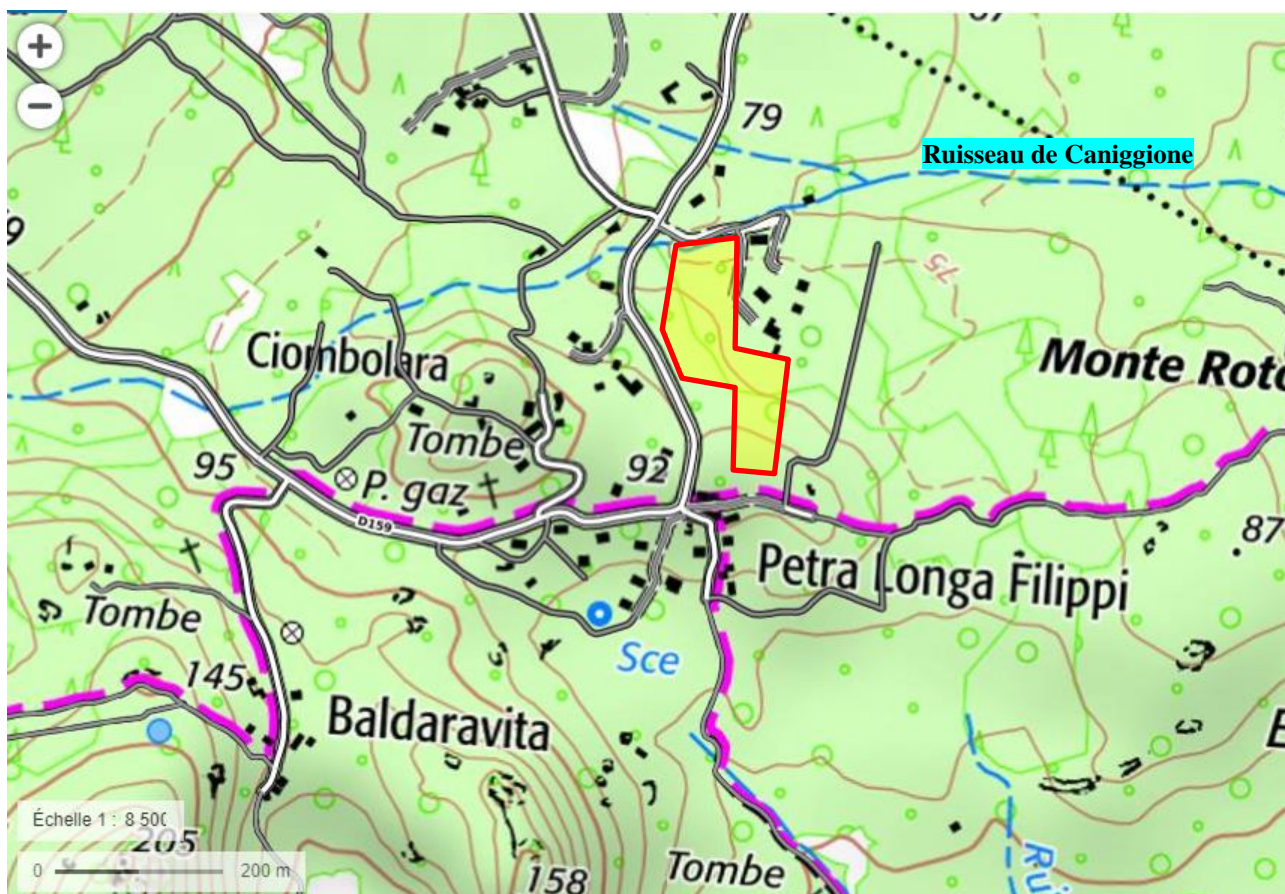 +
−
79
Ruisseau de Caniggione
75
Ciombolara
Monte Roto
Tombe
95
P. gaz
92
D159
87
Petra Longa Filippi
Tombe
Sce
145
Baldaravita
Échelle 1 : 8 500
205
0 200 m
158
Tombe
Rui